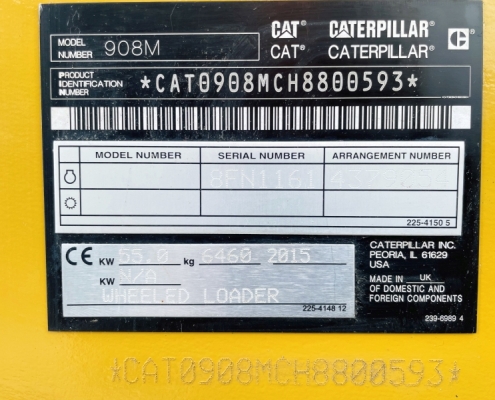 MODEL NUMBER 908M
CAT CATERPILLAR
CAT® CATERPILLAR®
PRODUCT IDENTIFICATION NUMBER *CAT0908MCH8800593*
MODEL NUMBER SERIAL NUMBER ARRANGEMENT NUMBER
8FN1161
225-4150 5
CE KW 55.0 kg 6460 2015
KW N/A
WHEELED LOADER
225-4148 12
CATERPILLAR INC.
PEORIA, IL 61629
USA
MADE IN UK
OF DOMESTIC AND
FOREIGN COMPONENTS
239-6989 4
*CAT0908MCH8800593*